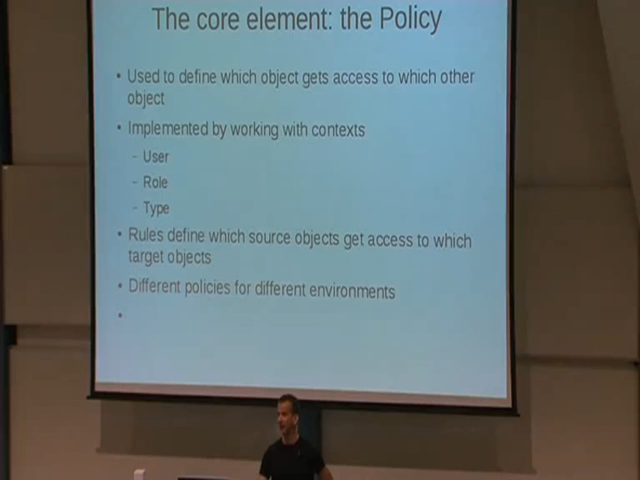 The core element: the Policy
• Used to define which object gets access to which other
object
• Implemented by working with contexts
– User
– Role
– Type
• Rules define which source objects get access to which
target objects
• Different policies for different environments
•